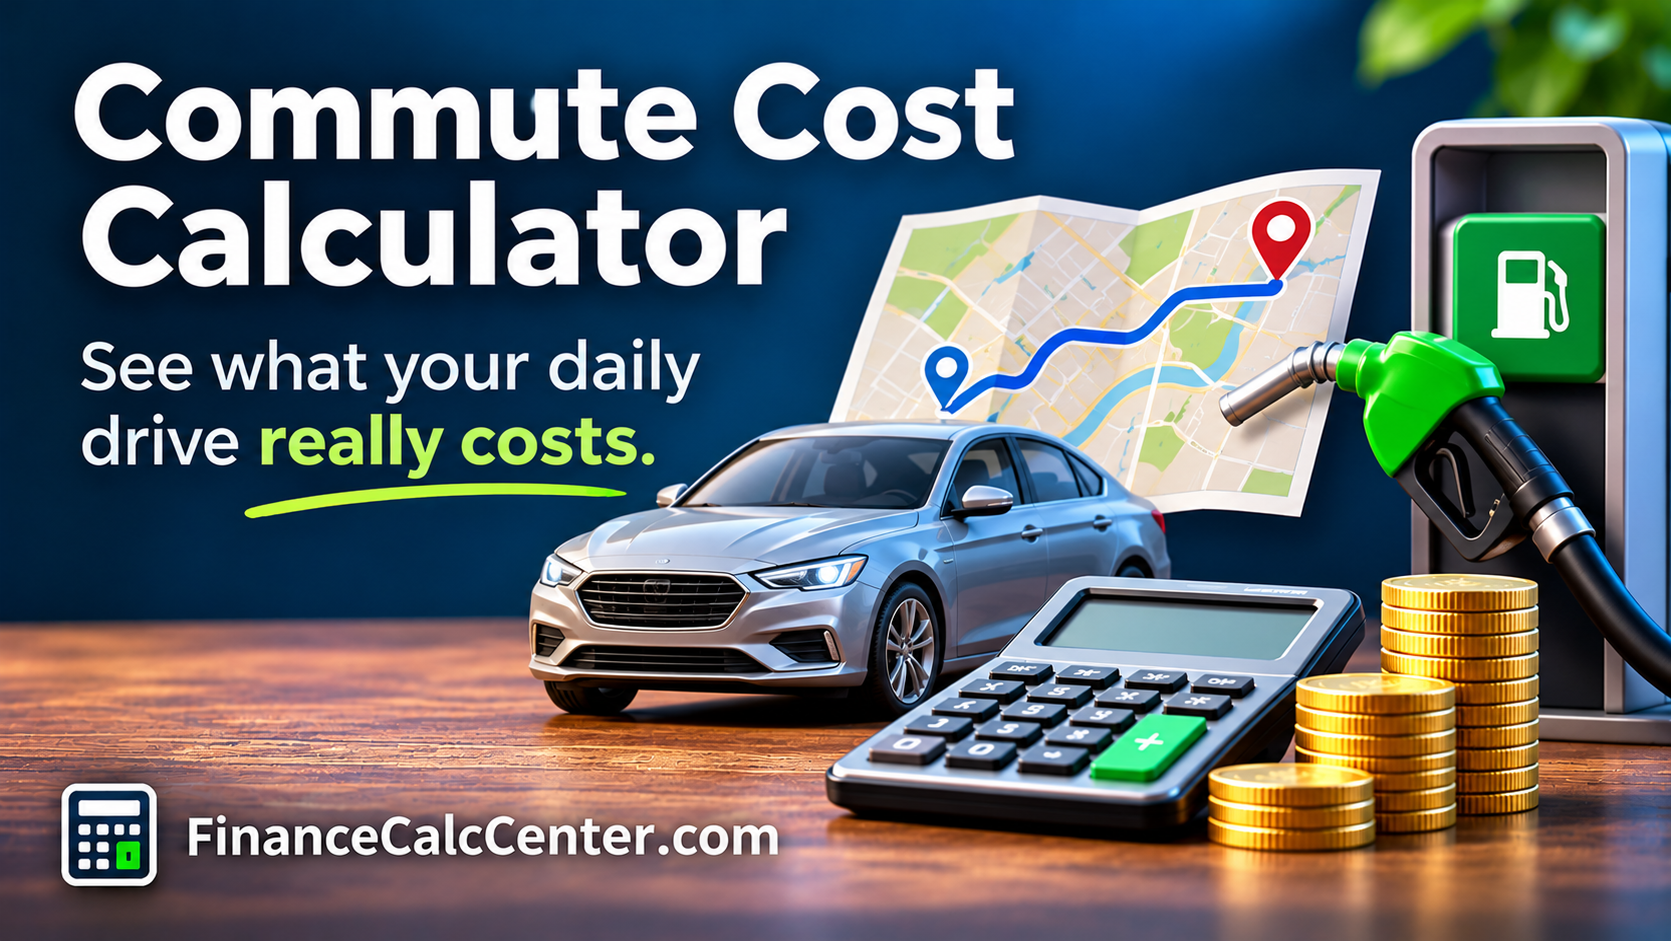 Commute Cost
Calculator
See what your daily
drive really costs.
FinanceCalcCenter.com